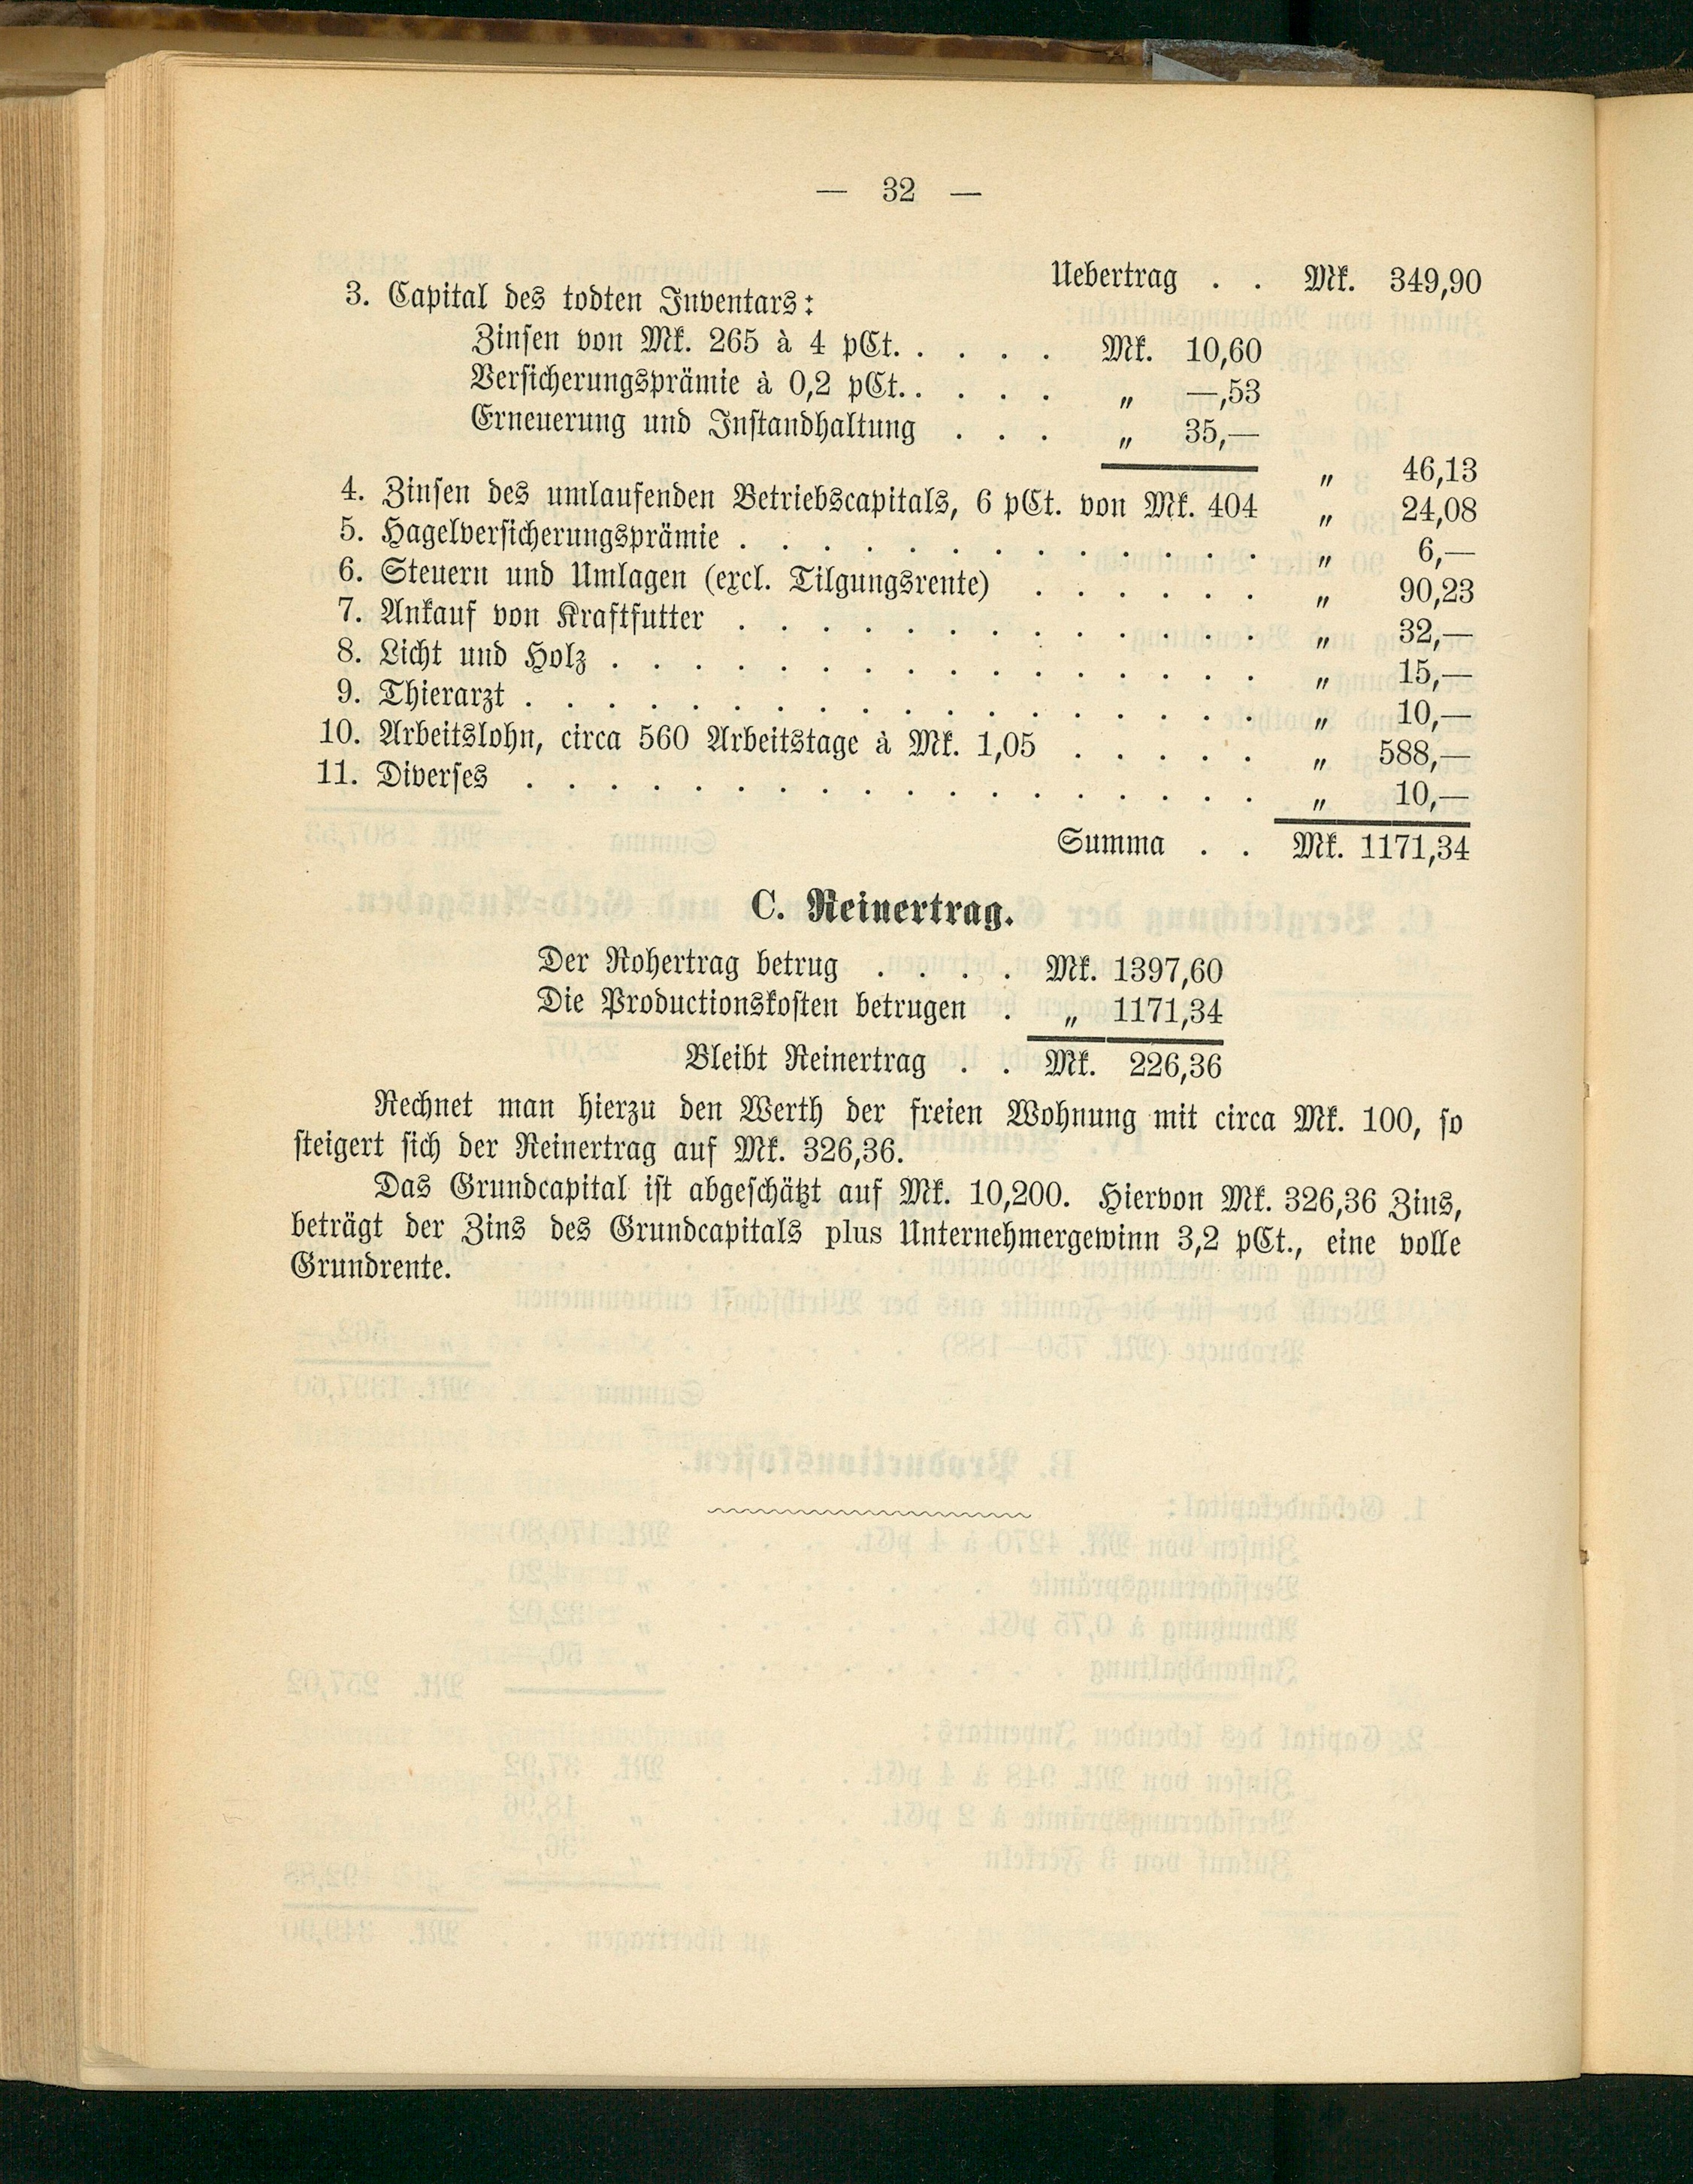 — 32 —
Uebertrag . . Mk. 349,90
3. Capital des todten Inventars:
Zinsen von Mk. 265 à 4 pCt. . . . . Mk. 10,60
Versicherungsprämie à 0,2 pCt. . . . . „ —,53
Erneuerung und Instandhaltung . . . „ 35,—
„ 46,13
4. Zinsen des umlaufenden Betriebscapitals, 6 pCt. von Mk. 404 „ 24,08
5. Hagelversicherungsprämie . . . . . . . . . . . . . „ 6,—
6. Steuern und Umlagen (excl. Tilgungsrente) . . . . . . „ 90,23
7. Ankauf von Kraftfutter . . . . . . . . . . . . . „ 32,—
8. Licht und Holz . . . . . . . . . . . . . . . . „ 15,—
9. Thierarzt . . . . . . . . . . . . . . . . . . „ 10,—
10. Arbeitslohn, circa 560 Arbeitstage à Mk. 1,05 . . . . . „ 588,—
11. Diverses . . . . . . . . . . . . . . . . . . „ 10,—
Summa . . Mk. 1171,34
C. Reinertrag.
Der Rohertrag betrug . . . . Mk. 1397,60
Die Productionskosten betrugen . „ 1171,34
Bleibt Reinertrag . . Mk. 226,36
Rechnet man hierzu den Werth der freien Wohnung mit circa Mk. 100, so
steigert sich der Reinertrag auf Mk. 326,36.
Das Grundcapital ist abgeschätzt auf Mk. 10,200. Hiervon Mk. 326,36 Zins,
beträgt der Zins des Grundcapitals plus Unternehmergewinn 3,2 pCt., eine volle
Grundrente.